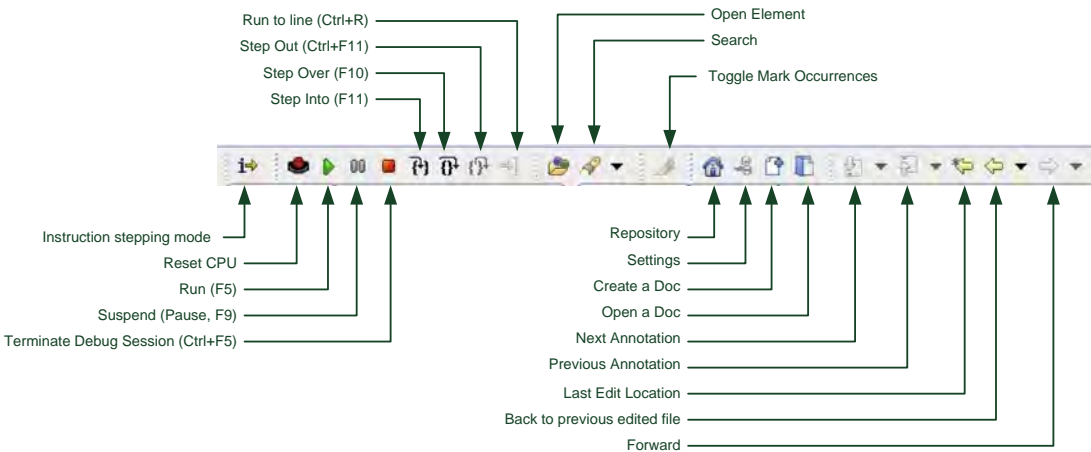 Run to line (Ctrl+R)
Step Out (Ctrl+F11)
Step Over (F10)
Step Into (F11)
Open Element
Search
Toggle Mark Occurrences
Instruction stepping mode
Reset CPU
Run (F5)
Suspend (Pause, F9)
Terminate Debug Session (Ctrl+F5)
Repository
Settings
Create a Doc
Open a Doc
Next Annotation
Previous Annotation
Last Edit Location
Back to previous edited file
Forward